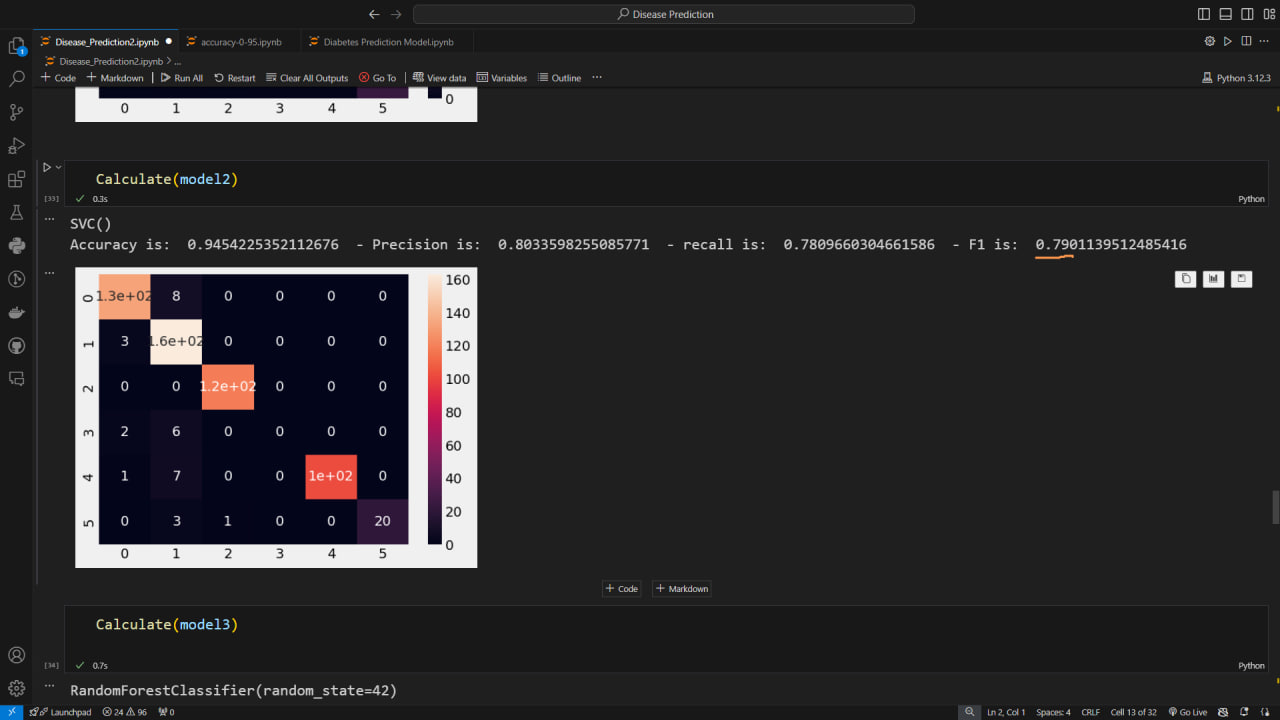 Disease Prediction
Disease_Prediction2.ipynb
accuracy-0-95.ipynb
Diabetes Prediction Model.ipynb
Disease_Prediction2.ipynb > ...
+ Code + Markdown | Run All Restart Clear All Outputs Go To | View data Variables Outline ...
Python 3.12.3
0
0 1 2 3 4 5
Calculate(model2)
[33] ✓ 0.3s
Python
... SVC()
Accuracy is:  0.9454225352112676  - Precision is:  0.8033598255085771  - recall is:  0.7809660304661586  - F1 is:  0.7901139512485416
...
160
0 1.3e+02 8 0 0 0 0
140
1 3 1.6e+02 0 0 0 0
120
2 0 0 1.2e+02 0 0 0
100
80
3 2 6 0 0 0 0
60
4 1 7 0 0 1e+02 0
40
20
5 0 3 1 0 0 20
0
0 1 2 3 4 5
+ Code + Markdown
Calculate(model3)
[34] ✓ 0.7s
Python
... RandomForestClassifier(random_state=42)
Launchpad 24 96 0
Ln 2, Col 1 Spaces: 4 CRLF Cell 13 of 32 Go Live